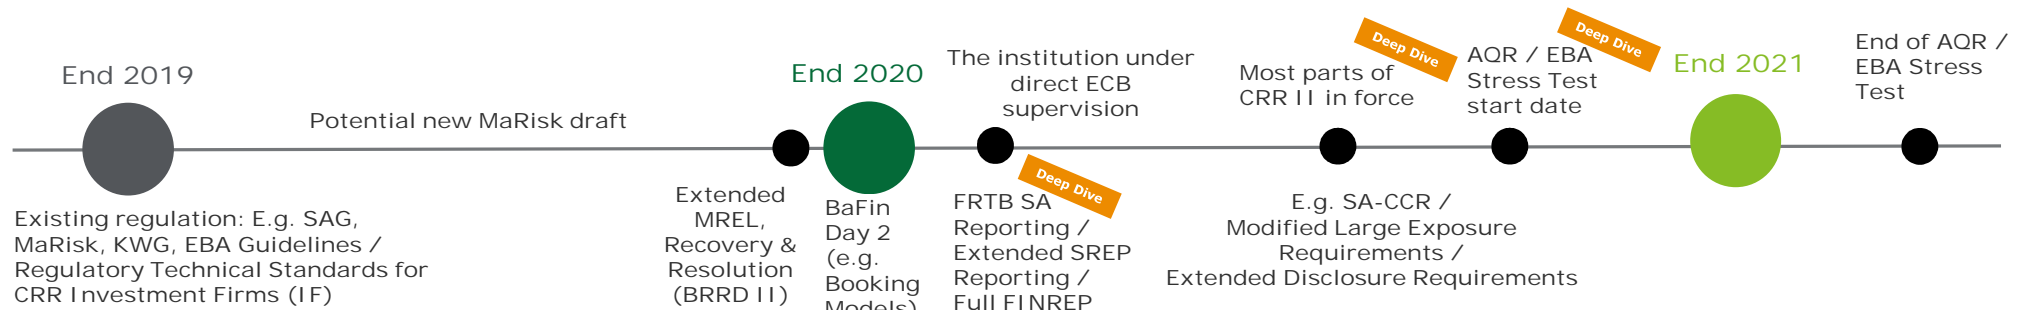 End 2019
Existing regulation: E.g. SAG,
MaRisk, KWG, EBA Guidelines /
Regulatory Technical Standards for
CRR Investment Firms (IF)
Potential new MaRisk draft
Extended
MREL,
Recovery &
Resolution
(BRRD II)
End 2020
BaFin
Day 2
(e.g.
Booking
Models)
The institution under
direct ECB
supervision
Deep Dive
FRTB SA
Reporting /
Extended SREP
Reporting /
Full FINREP
Most parts of
CRR II in force
Deep Dive
E.g. SA-CCR /
Modified Large Exposure
Requirements /
Extended Disclosure Requirements
AQR / EBA
Stress Test
start date
Deep Dive
End 2021
End of AQR /
EBA Stress
Test